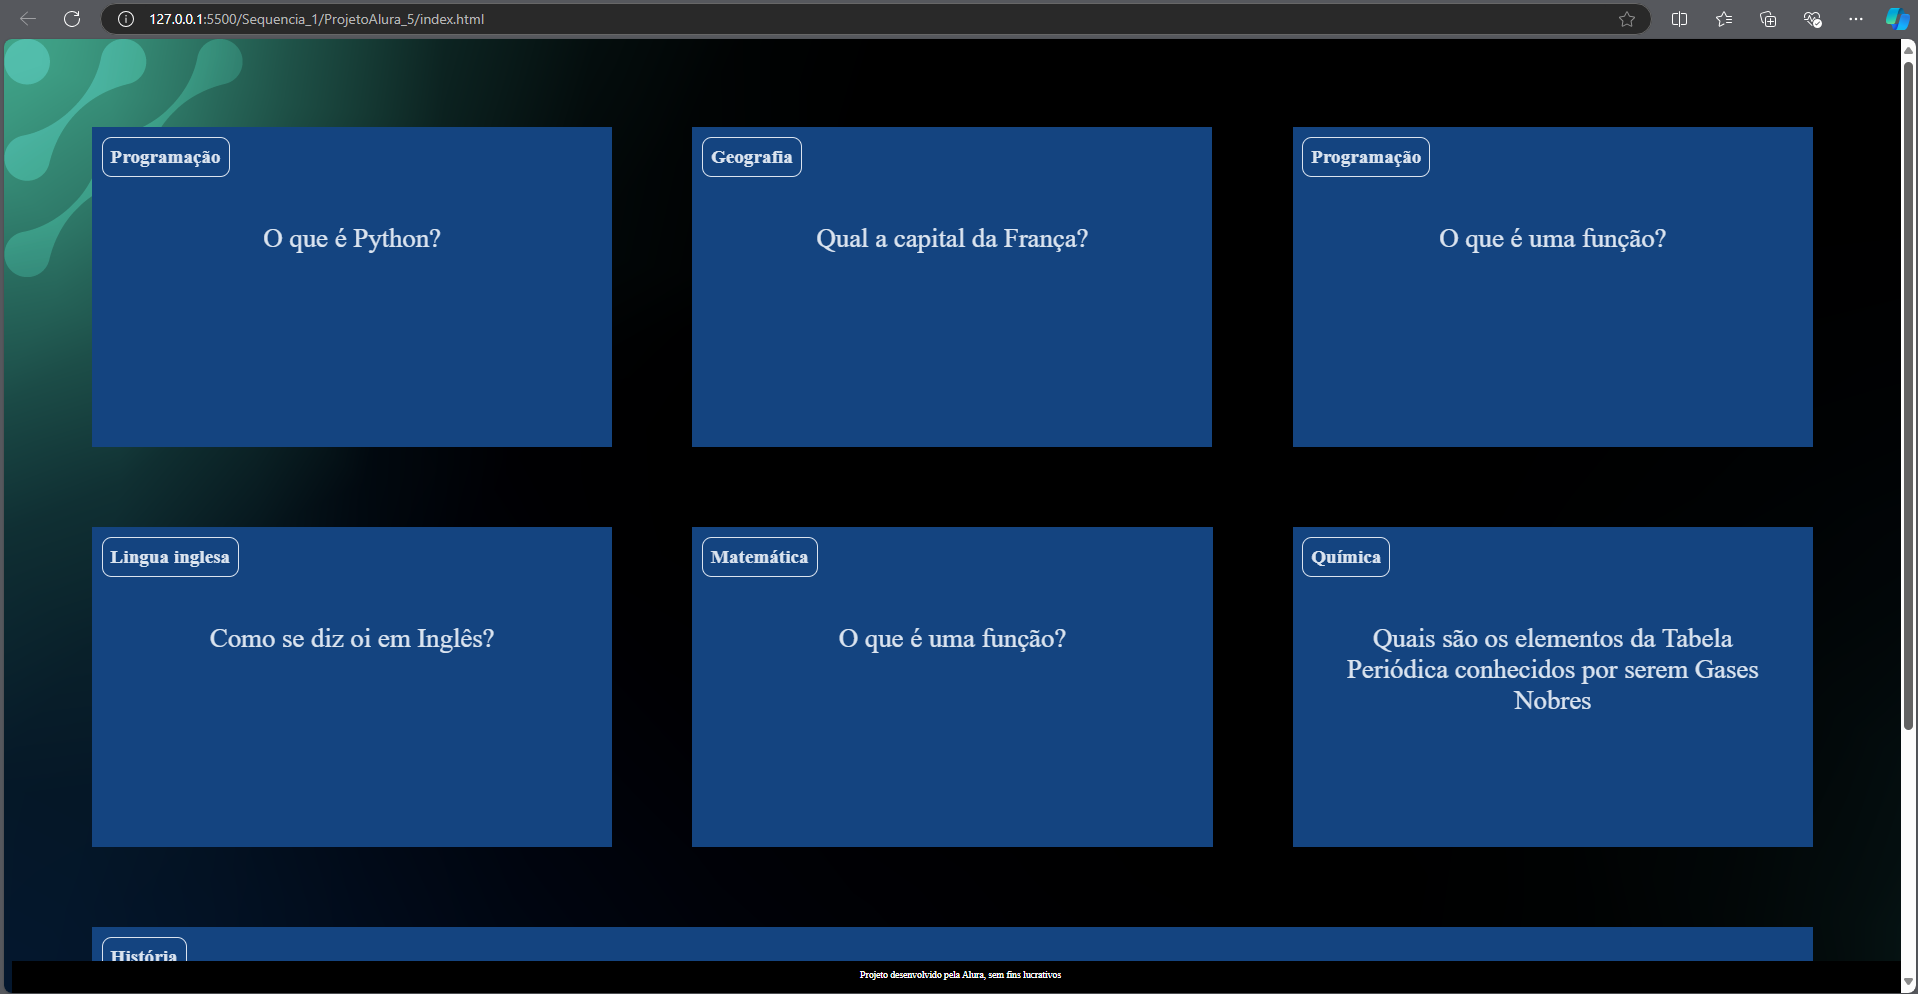 127.0.0.1:5500/Sequencia_1/ProjetoAlura_5/index.html
Programação
O que é Python?
Geografia
Qual a capital da França?
Programação
O que é uma função?
Lingua inglesa
Como se diz oi em Inglês?
Matemática
O que é uma função?
Química
Quais são os elementos da Tabela
Periódica conhecidos por serem Gases
Nobres
História
Projeto desenvolvido pela Alura, sem fins lucrativos